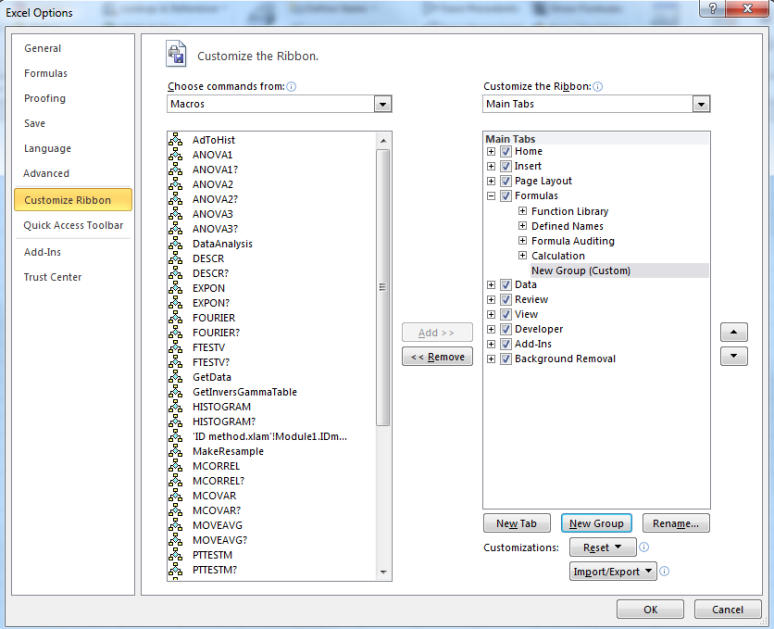 Excel Options
?
General
Formulas
Proofing
Save
Language
Advanced
Customize Ribbon
Quick Access Toolbar
Add-Ins
Trust Center
Customize the Ribbon.
Choose commands from:
Macros
AdToHist
ANOVA1
ANOVA1?
ANOVA2
ANOVA2?
ANOVA3
ANOVA3?
DataAnalysis
DESCR
DESCR?
EXPON
EXPON?
FOURIER
FOURIER?
FTESTV
FTESTV?
GetData
GetInversGammaTable
HISTOGRAM
HISTOGRAM?
'ID method.xlam'!Module1.IDm...
MakeResample
MCORREL
MCORREL?
MCOVAR
MCOVAR?
MOVEAVG
MOVEAVG?
PTTESTM
PTTESTM?
Add >>
<< Remove
Customize the Ribbon:
Main Tabs
Main Tabs
Home
Insert
Page Layout
Formulas
Function Library
Defined Names
Formula Auditing
Calculation
New Group (Custom)
Data
Review
View
Developer
Add-Ins
Background Removal
New Tab New Group Rename...
Customizations: Reset
Import/Export
OK Cancel